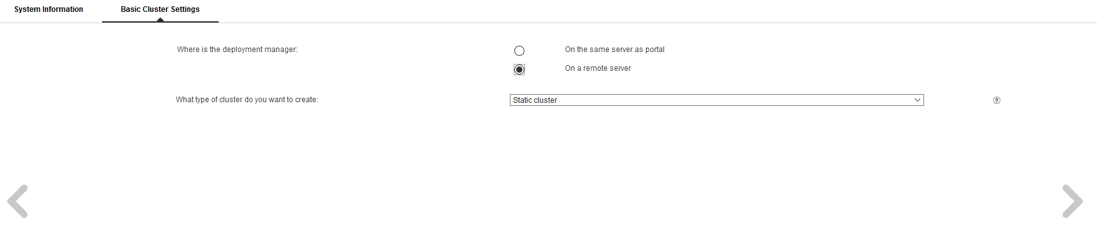 System Information Basic Cluster Settings
Where is the deployment manager: On the same server as portal
On a remote server
What type of cluster do you want to create: Static cluster ?